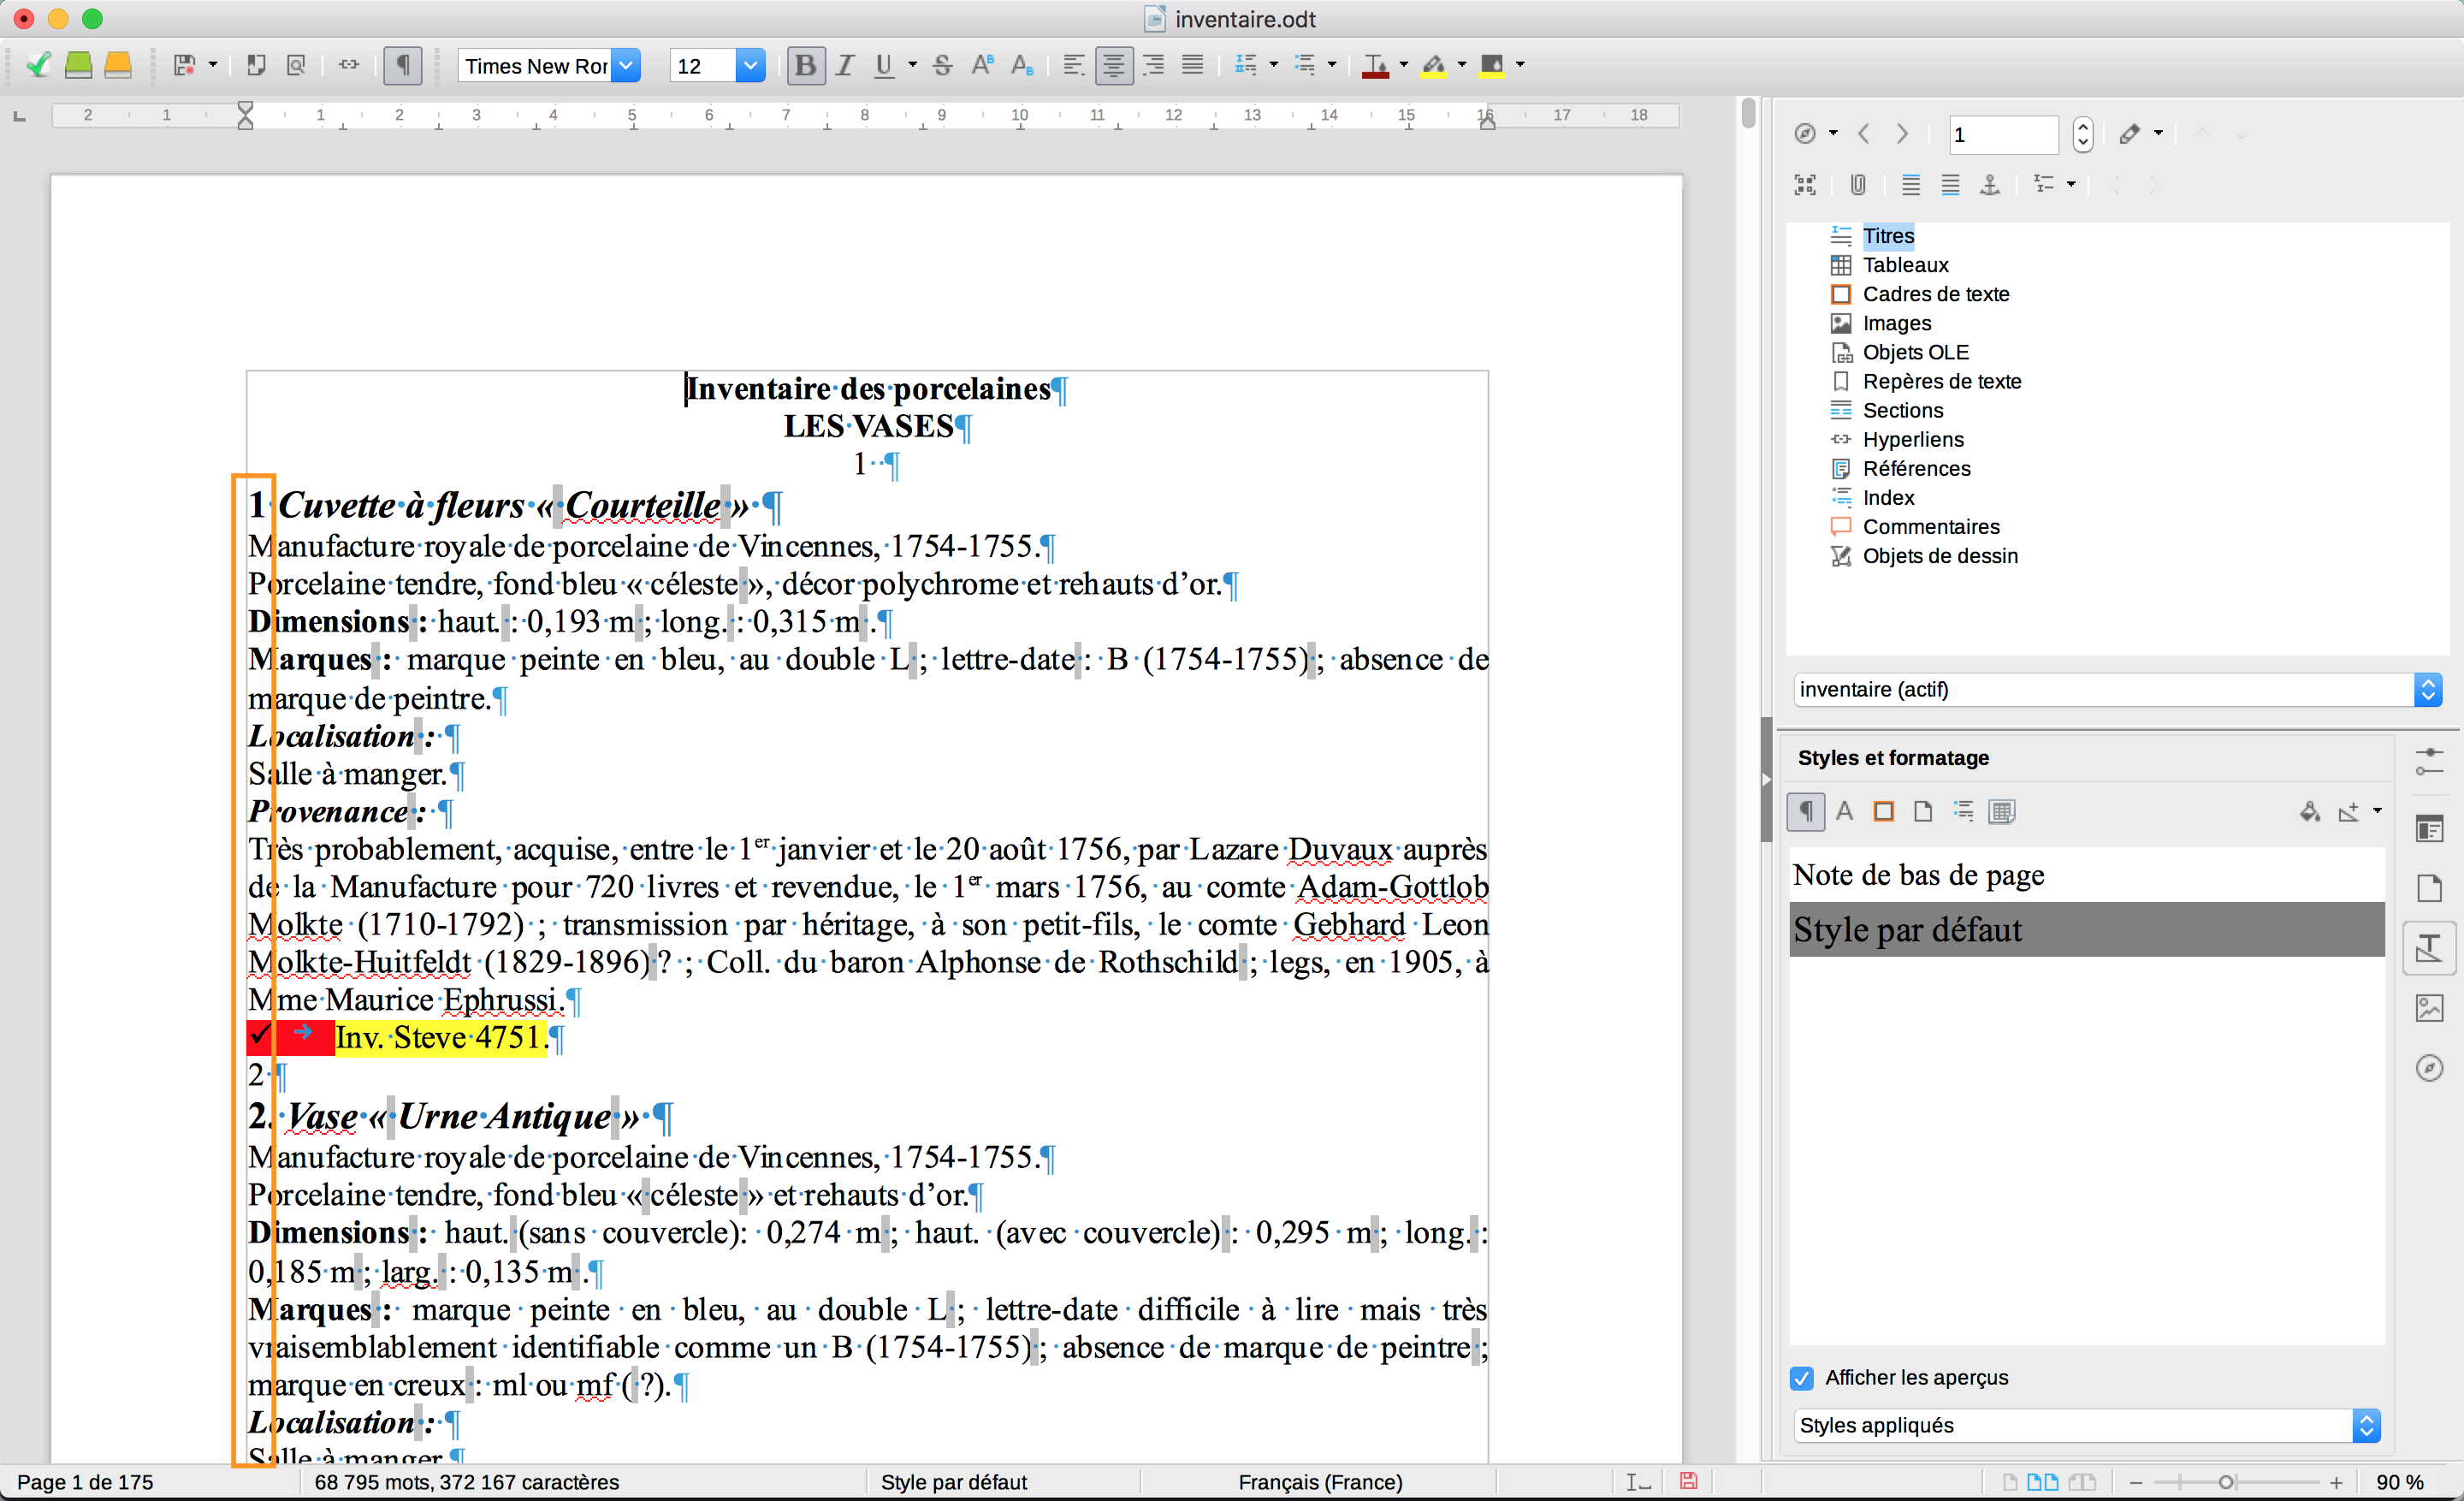 inventaire.odt
Times New Ror 12
2 1 1 2 3 4 5 6 7 8 9 10 11 12 13 14 15 16 17 18
1
Titres
Tableaux
Cadres de texte
Images
Objets OLE
Repères de texte
Sections
Hyperliens
Références
Index
Commentaires
Objets de dessin
inventaire (actif)
Styles et formatage
Note de bas de page
Style par défaut
Afficher les aperçus
Styles appliqués
Inventaire des porcelaines¶
LES VASES¶
1 ¶
1 Cuvette à fleurs « Courteille » ¶
Manufacture royale de porcelaine de Vincennes, 1754-1755.¶
Porcelaine tendre, fond bleu « céleste », décor polychrome et rehauts d’or.¶
Dimensions : haut. : 0,193 m ; long. : 0,315 m .¶
Marques : marque peinte en bleu, au double L ; lettre-date : B (1754-1755) ; absence de
marque de peintre.¶
Localisation : ¶
Salle à manger.¶
Provenance : ¶
Très probablement, acquise, entre le 1er janvier et le 20 août 1756, par Lazare Duvaux auprès
de la Manufacture pour 720 livres et revendue, le 1er mars 1756, au comte Adam-Gottlob
Molkte (1710-1792) ; transmission par héritage, à son petit-fils, le comte Gebhard Leon
Molkte-Huitfeldt (1829-1896) ? ; Coll. du baron Alphonse de Rothschild ; legs, en 1905, à
Mme Maurice Ephrussi.¶
✓ → Inv. Steve 4751.¶
2 ¶
2. Vase « Urne Antique » ¶
Manufacture royale de porcelaine de Vincennes, 1754-1755.¶
Porcelaine tendre, fond bleu « céleste » et rehauts d’or.¶
Dimensions : haut. (sans couvercle): 0,274 m ; haut. (avec couvercle) : 0,295 m ; long. :
0,185 m ; larg. : 0,135 m .¶
Marques : marque peinte en bleu, au double L ; lettre-date difficile à lire mais très
vraisemblablement identifiable comme un B (1754-1755) ; absence de marque de peintre ;
marque en creux : ml ou mf ( ?).¶
Localisation : ¶
Salle à manger.¶
Page 1 de 175
68 795 mots, 372 167 caractères
Style par défaut
Français (France)
90 %